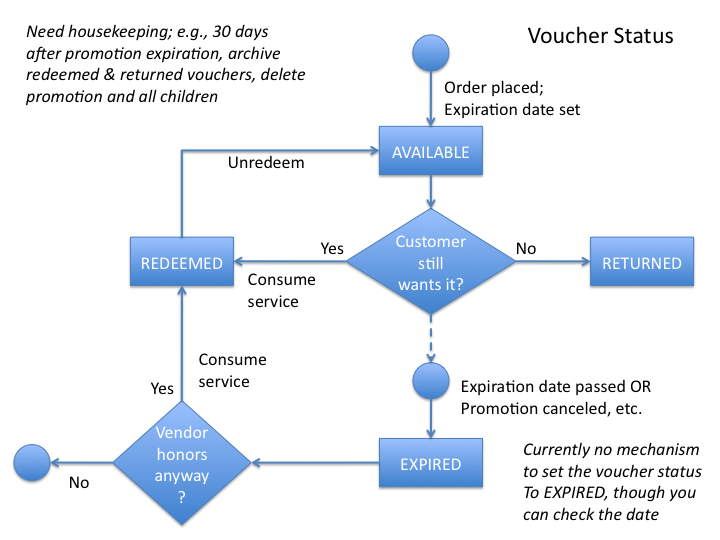 Need housekeeping; e.g., 30 days
after promotion expiration, archive
redeemed & returned vouchers, delete
promotion and all children
Voucher Status
Order placed;
Expiration date set
AVAILABLE
Unredeem
Customer
still
wants it?
Yes
No
REDEEMED
RETURNED
Consume
service
Consume
service
Yes
Expiration date passed OR
Promotion canceled, etc.
Vendor
honors
anyway
?
No
EXPIRED
Currently no mechanism
to set the voucher status
To EXPIRED, though you
can check the date